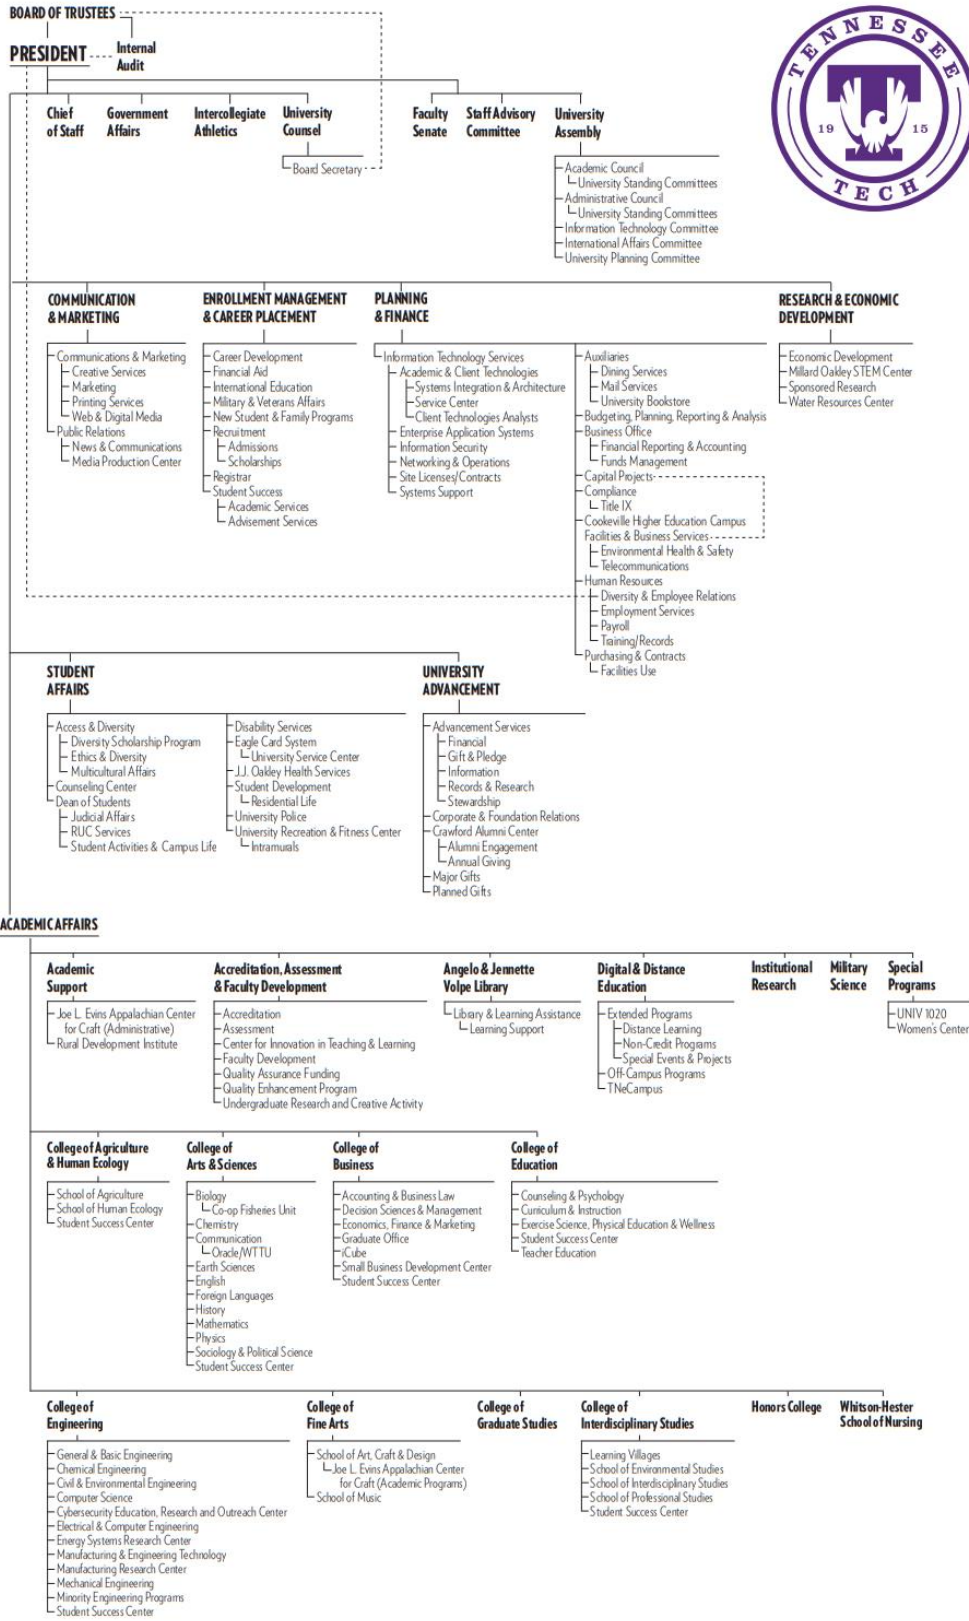 BOARD OF TRUSTEES
PRESIDENT
Internal
Audit
TENNESSEE
19 15
TECH
Chief
of Staff
Government
Affairs
Intercollegiate
Athletics
University
Counsel
Board Secretary
Faculty
Senate
Staff Advisory
Committee
University
Assembly
Academic Council
University Standing Committees
Administrative Council
University Standing Committees
Information Technology Committee
International Affairs Committee
University Planning Committee
COMMUNICATION
& MARKETING
Communications & Marketing
Creative Services
Marketing
Printing Services
Web & Digital Media
Public Relations
News & Communications
Media Production Center
ENROLLMENT MANAGEMENT
& CAREER PLACEMENT
Career Development
Financial Aid
International Education
Military & Veterans Affairs
New Student & Family Programs
Recruitment
Admissions
Scholarships
Registrar
Student Success
Academic Services
Advisement Services
PLANNING
& FINANCE
Information Technology Services
Academic & Client Technologies
Systems Integration & Architecture
Service Center
Client Technologies Analysts
Enterprise Application Systems
Information Security
Networking & Operations
Site Licenses/Contracts
Systems Support
Auxiliaries
Dining Services
Mail Services
University Bookstore
Budgeting, Planning, Reporting & Analysis
Business Office
Financial Reporting & Accounting
Funds Management
Capital Projects
Compliance
Title IX
Cookeville Higher Education Campus
Facilities & Business Services
Environmental Health & Safety
Telecommunications
Human Resources
Diversity & Employee Relations
Employment Services
Payroll
Training/Records
Purchasing & Contracts
Facilities Use
RESEARCH & ECONOMIC
DEVELOPMENT
Economic Development
Millard Oakley STEM Center
Sponsored Research
Water Resources Center
STUDENT
AFFAIRS
Access & Diversity
Diversity Scholarship Program
Ethics & Diversity
Multicultural Affairs
Counseling Center
Dean of Students
Judicial Affairs
RUC Services
Student Activities & Campus Life
Disability Services
Eagle Card System
University Service Center
J.J. Oakley Health Services
Student Development
Residential Life
University Police
University Recreation & Fitness Center
Intramurals
UNIVERSITY
ADVANCEMENT
Advancement Services
Financial
Gift & Pledge
Information
Records & Research
Stewardship
Corporate & Foundation Relations
Crawford Alumni Center
Alumni Engagement
Annual Giving
Major Gifts
Planned Gifts
ACADEMIC AFFAIRS
Academic
Support
Joe L. Evins Appalachian Center
for Craft (Administrative)
Rural Development Institute
Accreditation, Assessment
& Faculty Development
Accreditation
Assessment
Center for Innovation in Teaching & Learning
Faculty Development
Quality Assurance Funding
Quality Enhancement Program
Undergraduate Research and Creative Activity
Angelo & Jennette
Volpe Library
Library & Learning Assistance
Learning Support
Digital & Distance
Education
Extended Programs
Distance Learning
Non-Credit Programs
Special Events & Projects
Off-Campus Programs
TNeCampus
Institutional
Research
Military
Science
Special
Programs
UNIV 1020
Women's Center
College of Agriculture
& Human Ecology
School of Agriculture
School of Human Ecology
Student Success Center
College of
Arts & Sciences
Biology
Co-op Fisheries Unit
Chemistry
Communication
Oracle/WTTU
Earth Sciences
English
Foreign Languages
History
Mathematics
Physics
Sociology & Political Science
Student Success Center
College of
Business
Accounting & Business Law
Decision Sciences & Management
Economics, Finance & Marketing
Graduate Office
iCube
Small Business Development Center
Student Success Center
College of
Education
Counseling & Psychology
Curriculum & Instruction
Exercise Science, Physical Education & Wellness
Student Success Center
Teacher Education
College of
Engineering
General & Basic Engineering
Chemical Engineering
Civil & Environmental Engineering
Computer Science
Cybersecurity Education, Research and Outreach Center
Electrical & Computer Engineering
Energy Systems Research Center
Manufacturing & Engineering Technology
Manufacturing Research Center
Mechanical Engineering
Minority Engineering Programs
Student Success Center
College of
Fine Arts
School of Art, Craft & Design
Joe L. Evins Appalachian Center
for Craft (Academic Programs)
School of Music
College of
Graduate Studies
College of
Interdisciplinary Studies
Learning Villages
School of Environmental Studies
School of Interdisciplinary Studies
School of Professional Studies
Student Success Center
Honors College
Whitson-Hester
School of Nursing